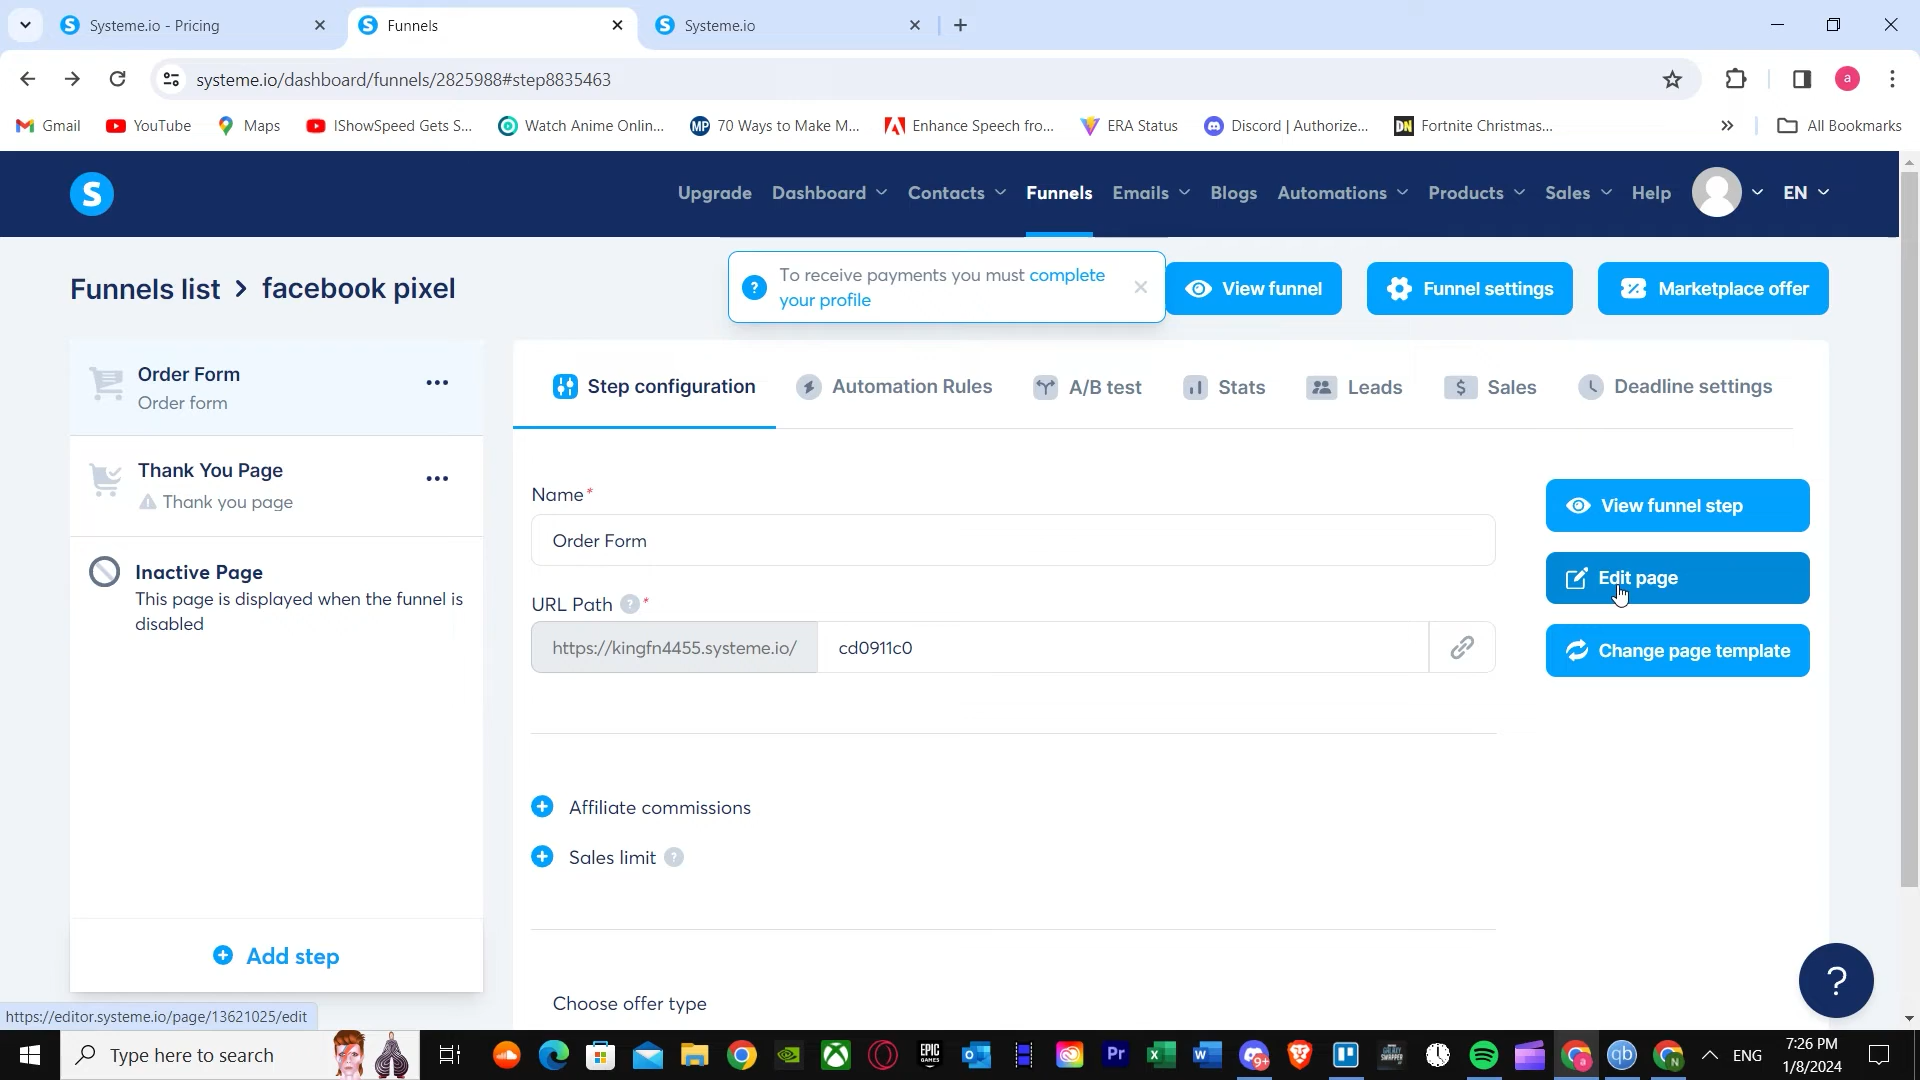 Systeme.io - Pricing
Funnels
Systeme.io
systeme.io/dashboard/funnels/2825988#step8835463
a
Gmail
YouTube
Maps
IShowSpeed Gets S...
Watch Anime Onlin...
MP
70 Ways to Make M...
Enhance Speech fro...
ERA Status
Discord | Authorize...
DN
Fortnite Christmas...
All Bookmarks
S
Upgrade
Dashboard
Contacts
Funnels
Emails
Blogs
Automations
Products
Sales
Help
EN
Funnels list > facebook pixel
To receive payments you must complete
your profile
View funnel
Funnel settings
Marketplace offer
Order Form
Order form
Thank You Page
Thank you page
Inactive Page
This page is displayed when the funnel is
disabled
Add step
Step configuration
Automation Rules
A/B test
Stats
Leads
Sales
Deadline settings
Name*
Order Form
URL Path ? *
https://kingfn4455.systeme.io/
cd0911c0
View funnel step
Edit page
Change page template
Affiliate commissions
Sales limit ?
Choose offer type
?
https://editor.systeme.io/page/13621025/edit
Type here to search
EPIC
GAMES
Pr
9+
qb
a
N
ENG
7:26 PM
1/8/2024